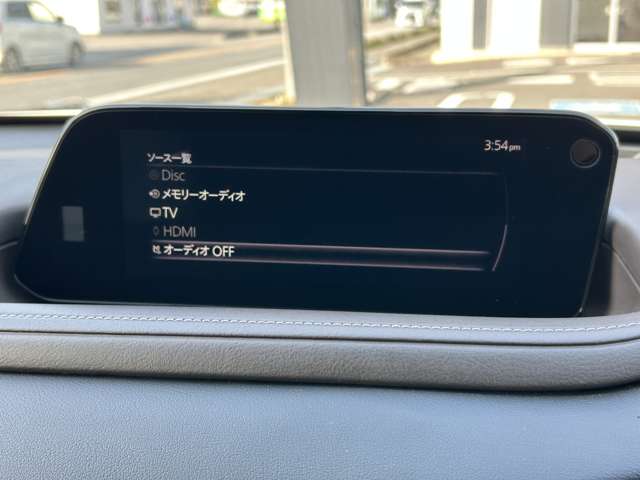 3:54pm
ソース一覧
Disc
メモリーオーディオ
TV
HDMI
オーディオ OFF